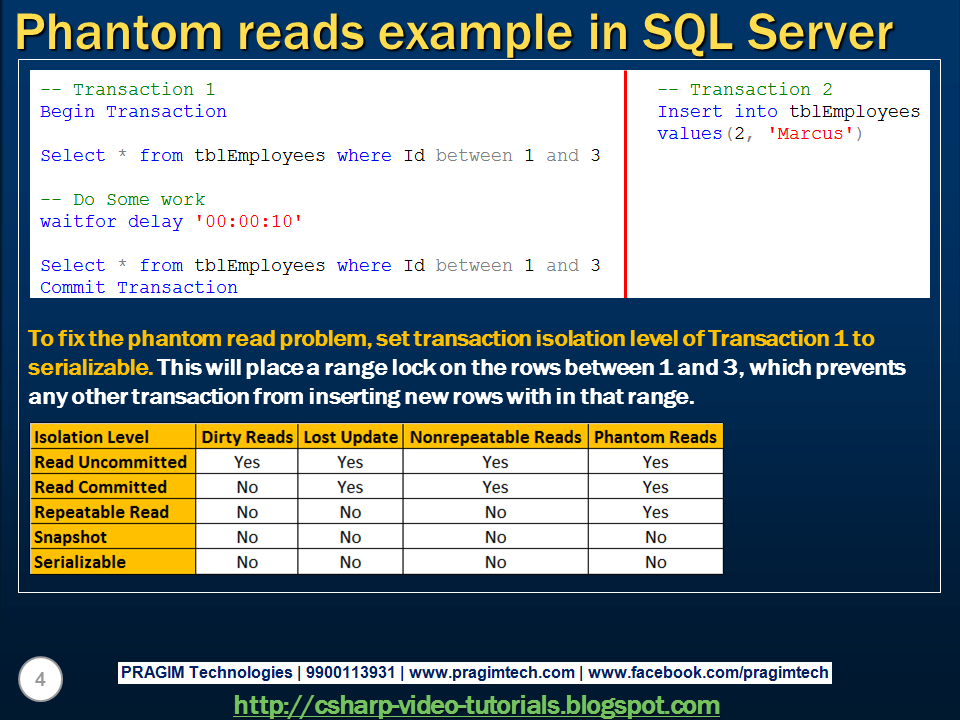 Phantom reads example in SQL Server
-- Transaction 1
Begin Transaction
Select * from tblEmployees where Id between 1 and 3
-- Do Some work
waitfor delay '00:00:10'
Select * from tblEmployees where Id between 1 and 3
Commit Transaction
-- Transaction 2
Insert into tblEmployees
values(2, 'Marcus')
To fix the phantom read problem, set transaction isolation level of Transaction 1 to
serializable. This will place a range lock on the rows between 1 and 3, which prevents
any other transaction from inserting new rows with in that range.
Isolation Level Dirty Reads Lost Update Nonrepeatable Reads Phantom Reads
Read Uncommitted Yes Yes Yes Yes
Read Committed No Yes Yes Yes
Repeatable Read No No No Yes
Snapshot No No No No
Serializable No No No No
4
PRAGIM Technologies | 9900113931 | www.pragimtech.com | www.facebook.com/pragimtech
http://csharp-video-tutorials.blogspot.com